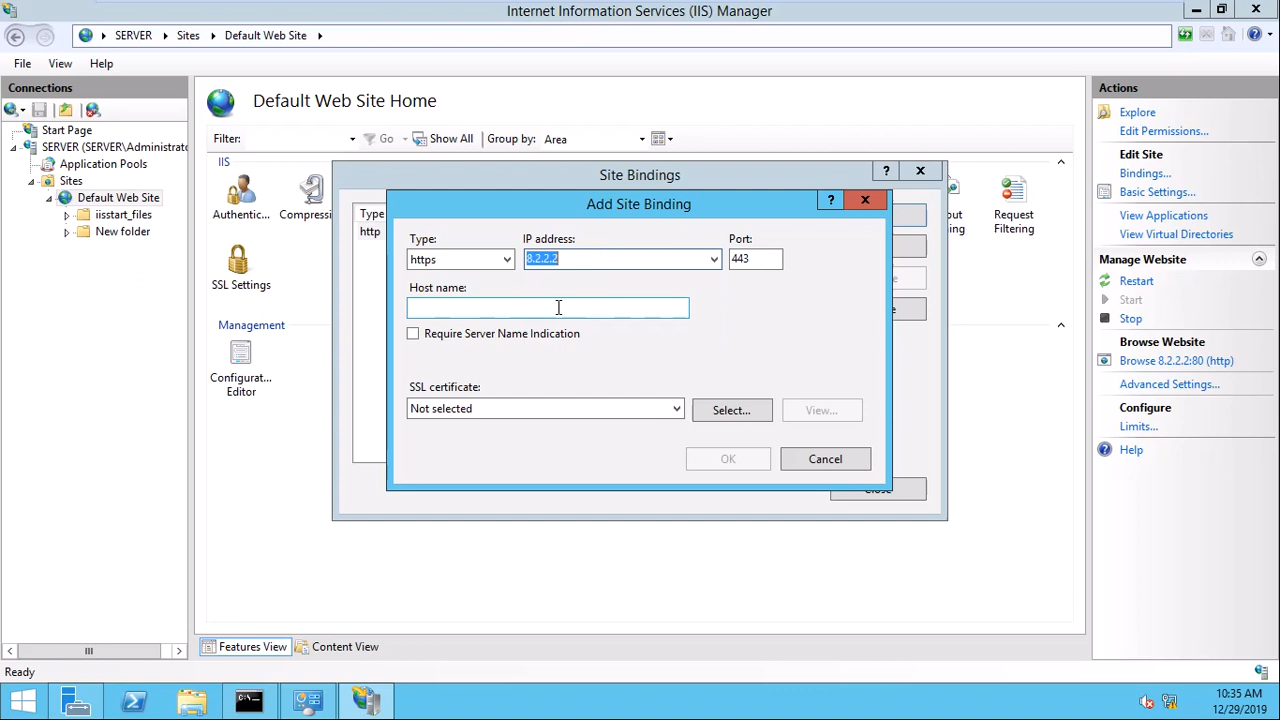 Internet Information Services (IIS) Manager
SERVER
Sites
Default Web Site
File
View
Help
Connections
Start Page
SERVER (SERVER\Administrato
Application Pools
Sites
Default Web Site
iisstart_files
New folder
Default Web Site Home
Filter:
Go
Show All
Group by:
Area
IIS
Authentic...
Compressi
SSL Settings
out
Request
Filtering
Management
Configurat...
Editor
Site Bindings
?
Type
http
e
e
Close
Add Site Binding
?
Type:
IP address:
Port:
https
8.2.2.2
443
Host name:
Require Server Name Indication
SSL certificate:
Not selected
Select...
View...
OK
Cancel
Features View
Content View
Actions
Explore
Edit Permissions...
Edit Site
Bindings...
Basic Settings...
View Applications
View Virtual Directories
Manage Website
Restart
Start
Stop
Browse Website
Browse 8.2.2.2:80 (http)
Advanced Settings...
Configure
Limits...
Help
Ready
10:35 AM
12/29/2019